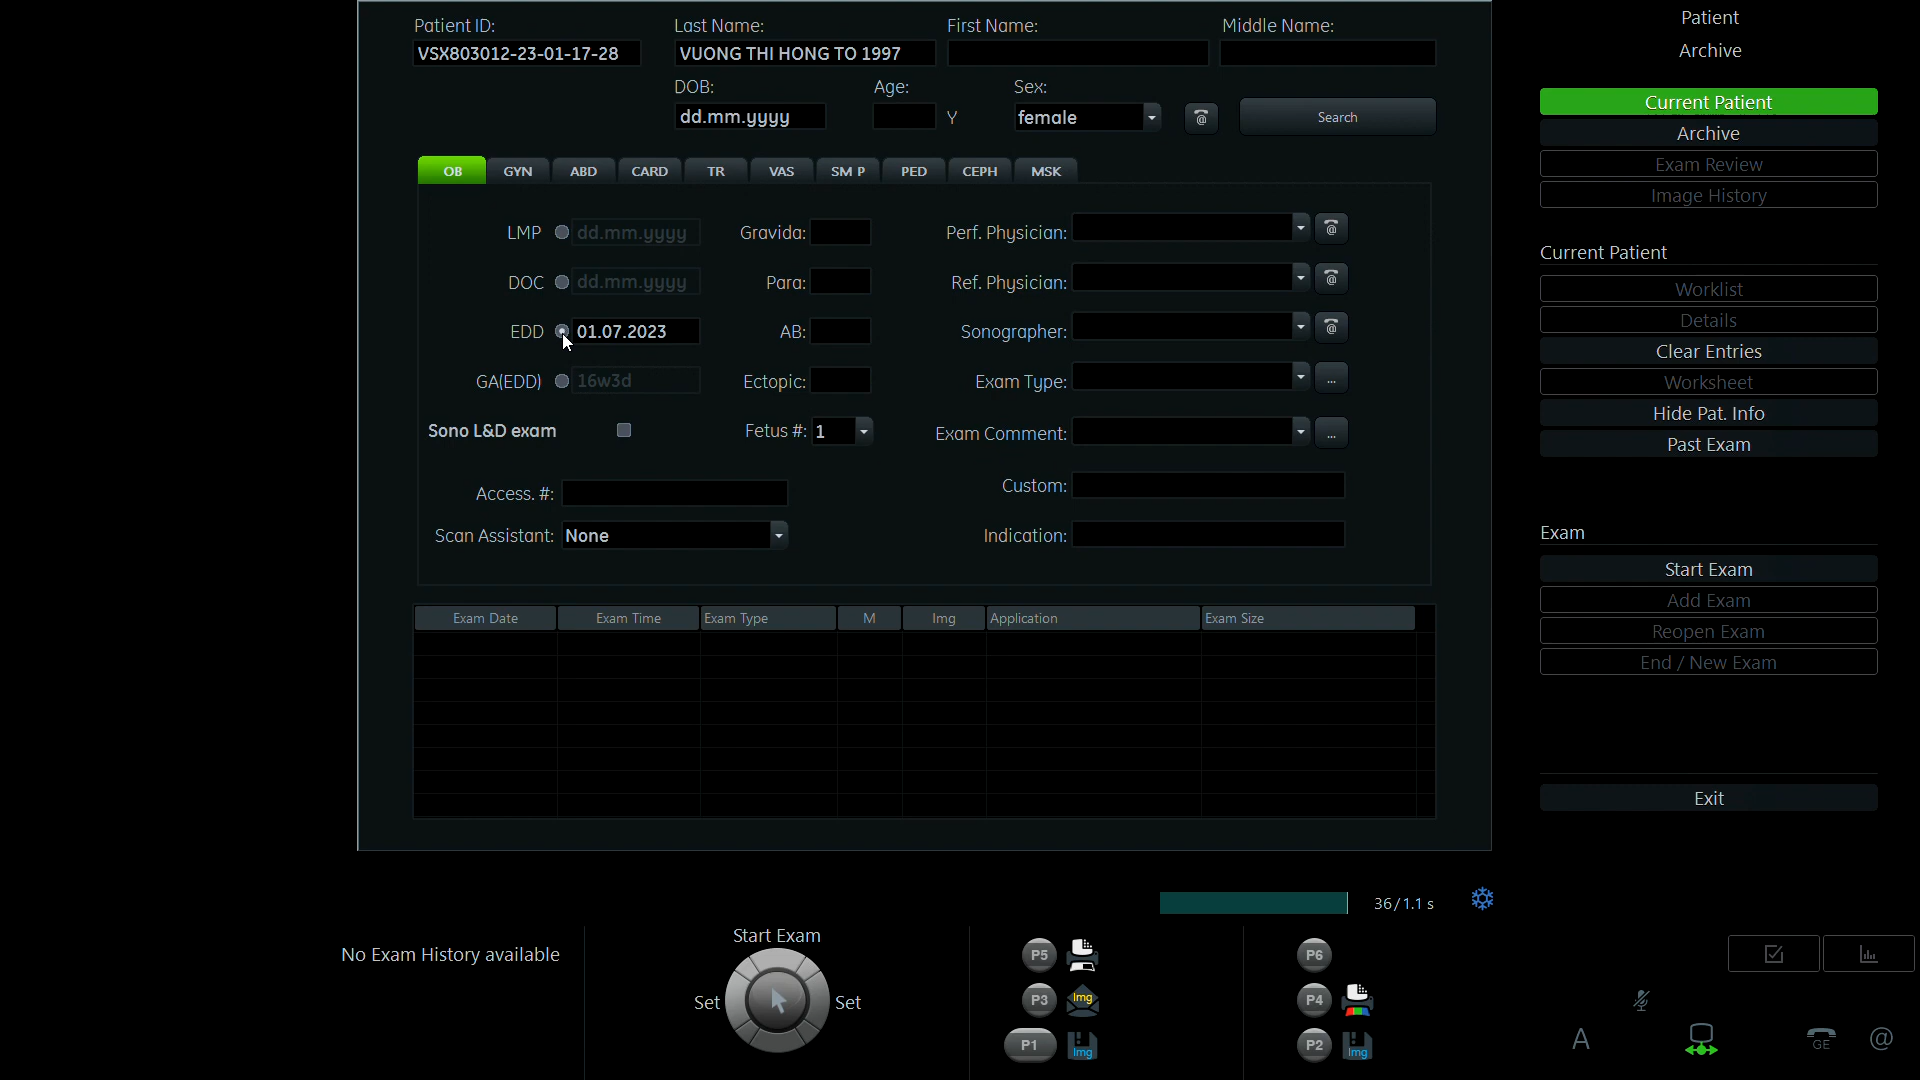 Patient ID: Last Name: First Name: Middle Name:
VSX803012-23-01-17-28 VUONG THI HONG TO 1997
DOB: Age: Sex:
dd.mm.yyyy Y female @ Search
OB GYN ABD CARD TR VAS SM P PED CEPH MSK
LMP dd.mm.yyyy Gravida: Perf. Physician: @
DOC dd.mm.yyyy Para: Ref. Physician: @
EDD 01.07.2023 AB: Sonographer: @
GA(EDD) 16w3d Ectopic: Exam Type: ...
Sono L&D exam Fetus #: 1 Exam Comment: ...
Access. #: Custom:
Scan Assistant: None Indication:
Exam Date Exam Time Exam Type M Img Application Exam Size
Patient
Archive
Current Patient
Archive
Exam Review
Image History
Current Patient
Worklist
Details
Clear Entries
Worksheet
Hide Pat. Info
Past Exam
Exam
Start Exam
Add Exam
Reopen Exam
End / New Exam
Exit
36/1.1 s
No Exam History available
Start Exam
Set Set
P5 P6
P3 Img P4
P1 Img P2 Img
A GE @